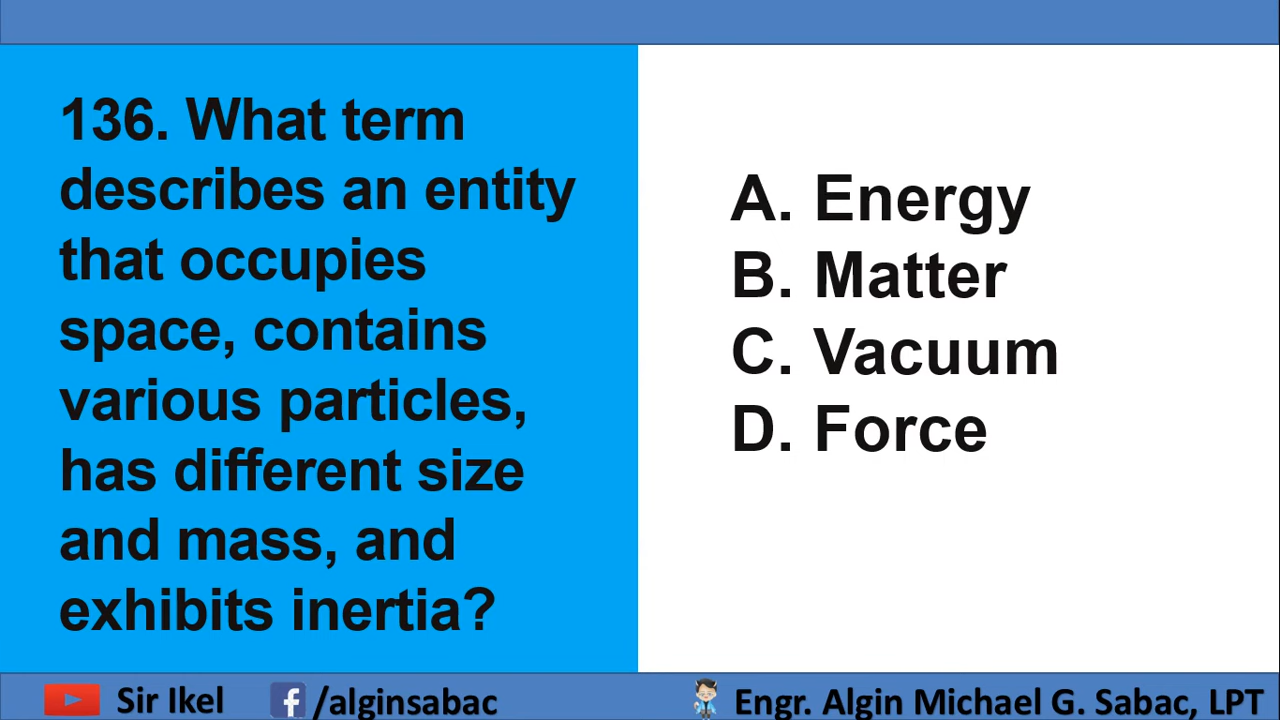 136. What term
describes an entity
that occupies
space, contains
various particles,
has different size
and mass, and
exhibits inertia?
A. Energy
B. Matter
C. Vacuum
D. Force
Sir Ikel
/alginsabac
Engr. Algin Michael G. Sabac, LPT